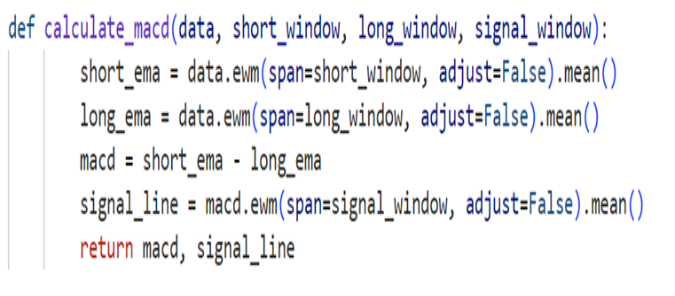 def calculate_macd(data, short_window, long_window, signal_window):
short_ema = data.ewm(span=short_window, adjust=False).mean()
long_ema = data.ewm(span=long_window, adjust=False).mean()
macd = short_ema - long_ema
signal_line = macd.ewm(span=signal_window, adjust=False).mean()
return macd, signal_line